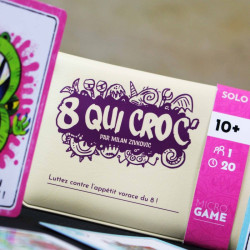 SOLO
8 QUI CROC'
PAR MILAN ZIVKOVIC
10+
1
20
Luttez contre l'appétit vorace du 8 !
MICRO
GAME